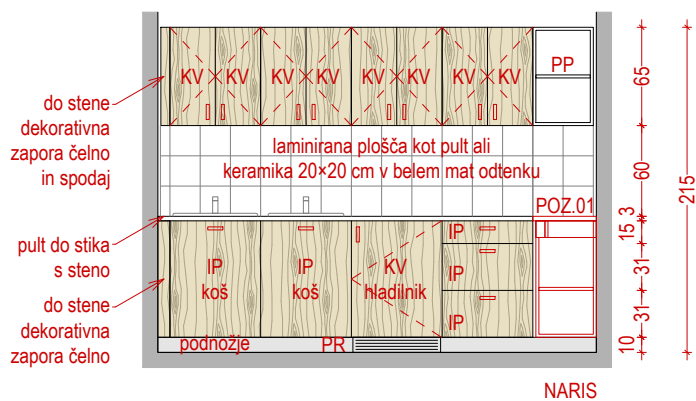 KV KV KV KV KV KV KV KV
PP
65
do stene
dekorativna
zapora čelno
in spodaj
laminirana plošča kot pult ali
keramika 20×20 cm v belem mat odtenku
60
215
POZ.01
3
pult do stika
s steno
15
IP
koš
IP
koš
KV
hladilnik
IP
IP
IP
31
31
do stene
dekorativna
zapora čelno
podnožje
PR
10
NARIS